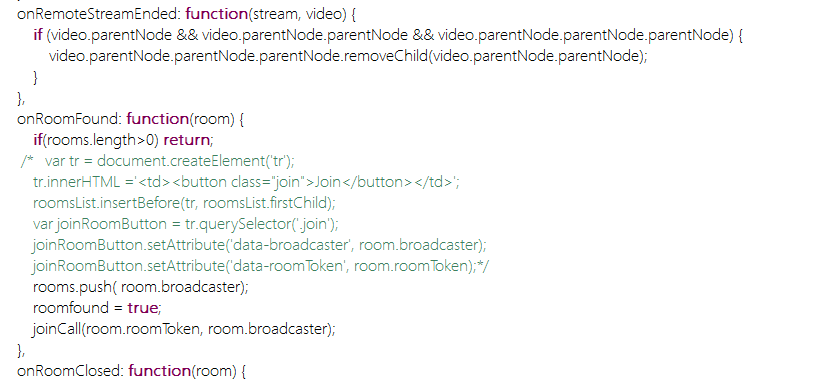 onRemoteStreamEnded: function(stream, video) {
if (video.parentNode && video.parentNode.parentNode && video.parentNode.parentNode.parentNode) {
video.parentNode.parentNode.parentNode.removeChild(video.parentNode.parentNode);
}
},
onRoomFound: function(room) {
if(rooms.length>0) return;
/* var tr = document.createElement('tr');
tr.innerHTML ='<td><button class="join">Join</button></td>';
roomsList.insertBefore(tr, roomsList.firstChild);
var joinRoomButton = tr.querySelector('.join');
joinRoomButton.setAttribute('data-broadcaster', room.broadcaster);
joinRoomButton.setAttribute('data-roomToken', room.roomToken);*/
rooms.push( room.broadcaster);
roomfound = true;
joinCall(room.roomToken, room.broadcaster);
},
onRoomClosed: function(room) {